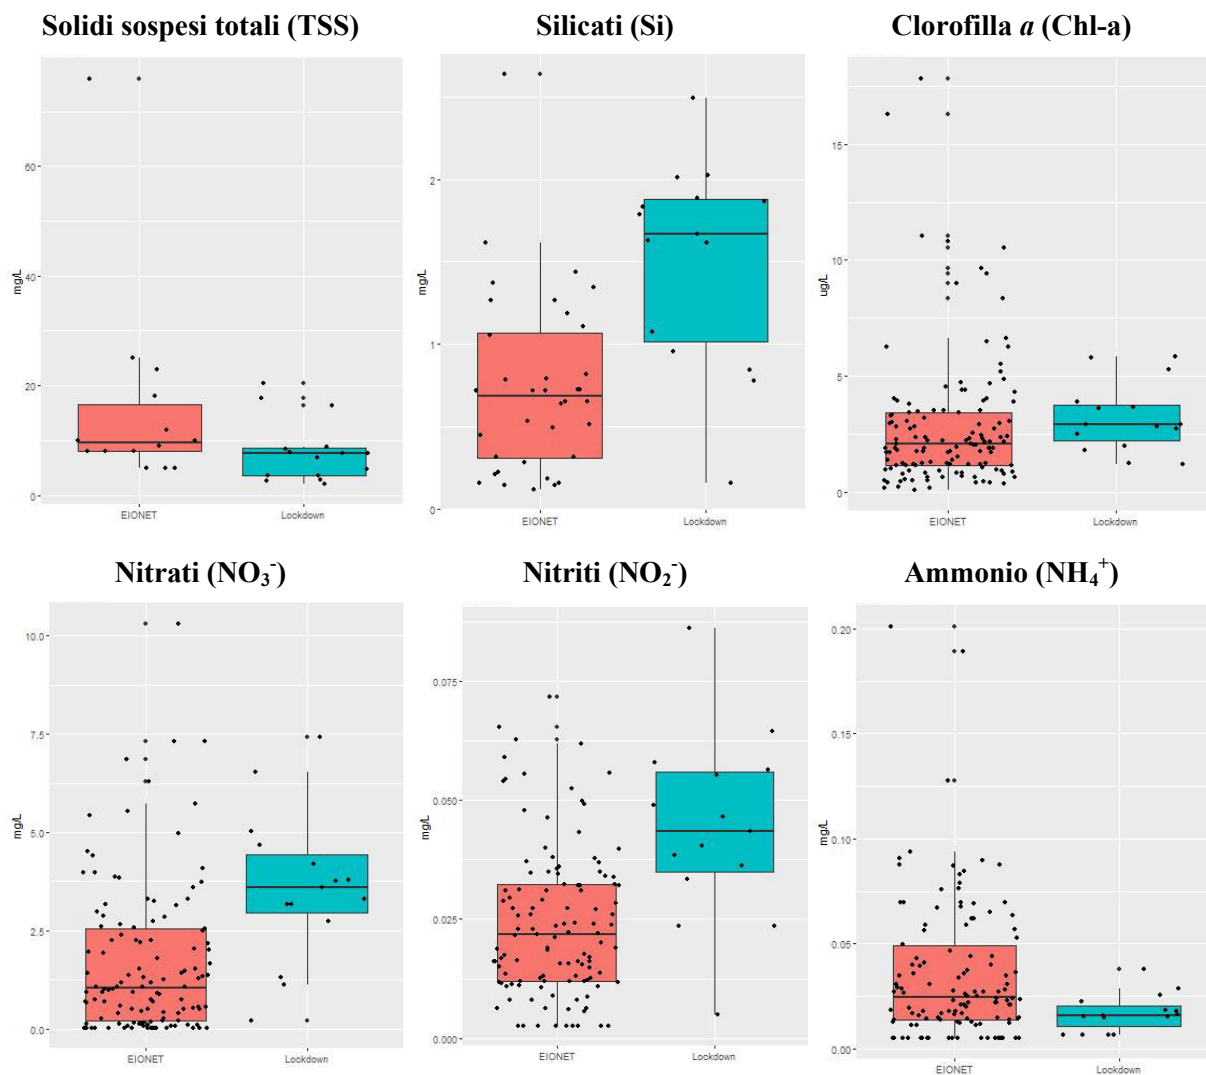 Solidi sospesi totali (TSS)
Silicati (Si)
Clorofilla a (Chl-a)
60
40
20
0
mg/L
EIONET
Lockdown
2
1
0
mg/L
EIONET
Lockdown
15
10
5
0
ug/L
EIONET
Lockdown
Nitrati (NO₃⁻)
Nitriti (NO₂⁻)
Ammonio (NH₄⁺)
10.0
7.5
5.0
2.5
0.0
mg/L
EIONET
Lockdown
0.075
0.050
0.025
0.000
mg/L
EIONET
Lockdown
0.20
0.15
0.10
0.05
0.00
mg/L
EIONET
Lockdown